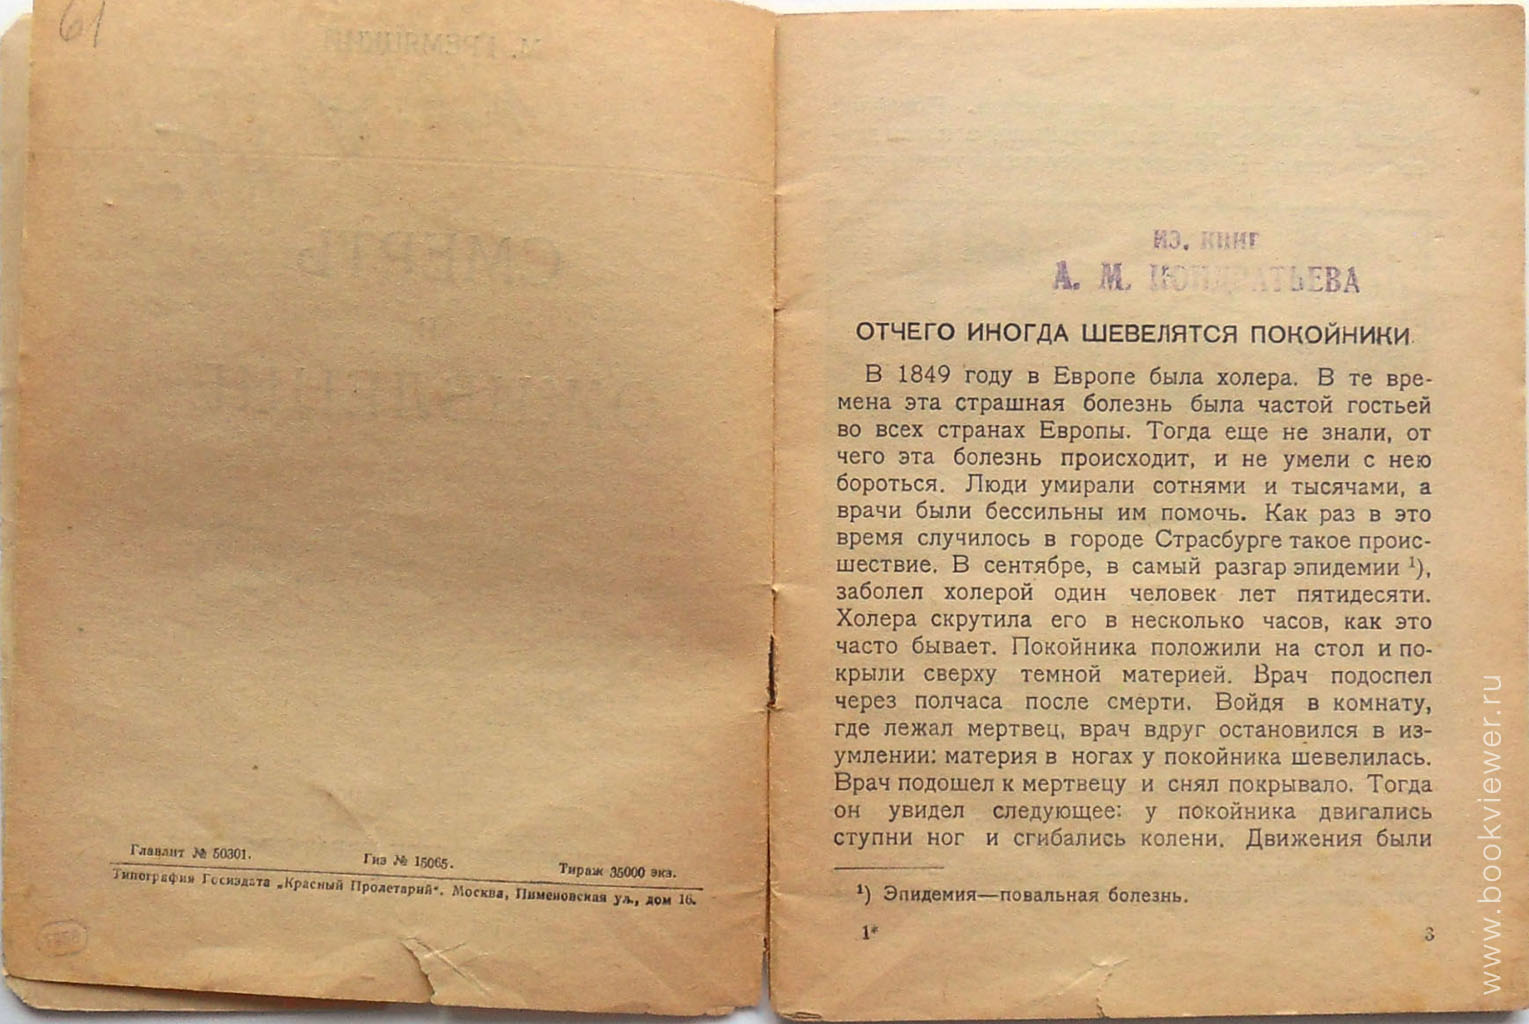 61
М. ГРЕМЯЦКИЙ
СМЕРТЬ
Главлит № 50301. Гиз № 15065. Тираж 35000 экз.
Типография Госиздата „Красный Пролетарий“. Москва, Пименовская ул., дом 16.
ИЗ. КНИГ
А. М. КОНДРАТЬЕВА
ОТЧЕГО ИНОГДА ШЕВЕЛЯТСЯ ПОКОЙНИКИ.
В 1849 году в Европе была холера. В те вре-
мена эта страшная болезнь была частой гостьей
во всех странах Европы. Тогда еще не знали, от
чего эта болезнь происходит, и не умели с нею
бороться. Люди умирали сотнями и тысячами, а
врачи были бессильны им помочь. Как раз в это
время случилось в городе Страсбурге такое проис-
шествие. В сентябре, в самый разгар эпидемии ¹),
заболел холерой один человек лет пятидесяти.
Холера скрутила его в несколько часов, как это
часто бывает. Покойника положили на стол и по-
крыли сверху темной материей. Врач подоспел
через полчаса после смерти. Войдя в комнату,
где лежал мертвец, врач вдруг остановился в из-
умлении: материя в ногах у покойника шевелилась.
Врач подошел к мертвецу и снял покрывало. Тогда
он увидел следующее: у покойника двигались
ступни ног и сгибались колени. Движения были
¹) Эпидемия—повальная болезнь.
1* 3
www.bookviewer.ru